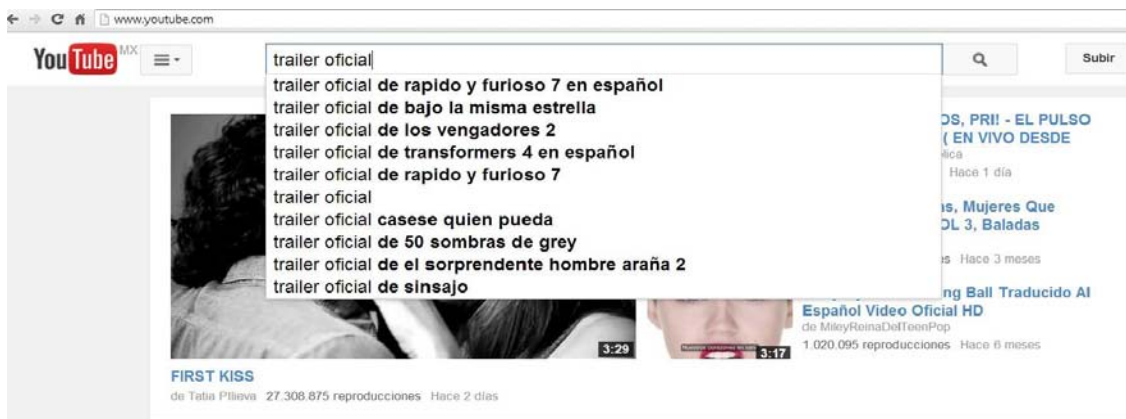 www.youtube.com
YouTube MX
trailer oficial
Subir
trailer oficial de rapido y furioso 7 en español
trailer oficial de bajo la misma estrella
trailer oficial de los vengadores 2
trailer oficial de transformers 4 en español
trailer oficial de rapido y furioso 7
trailer oficial
trailer oficial casese quien pueda
trailer oficial de 50 sombras de grey
trailer oficial de el sorprendente hombre araña 2
trailer oficial de sinsajo
OS, PRI! - EL PULSO
( EN VIVO DESDE
Hace 1 día
Mujeres Que
OL 3, Baladas
Hace 3 meses
ng Ball Traducido Al
Español Video Oficial HD
de MileyReinaDelTeenPop
1.020.095 reproducciones Hace 6 meses
3:29
3:17
FIRST KISS
de Tatia Pllieva 27.308.875 reproducciones Hace 2 días